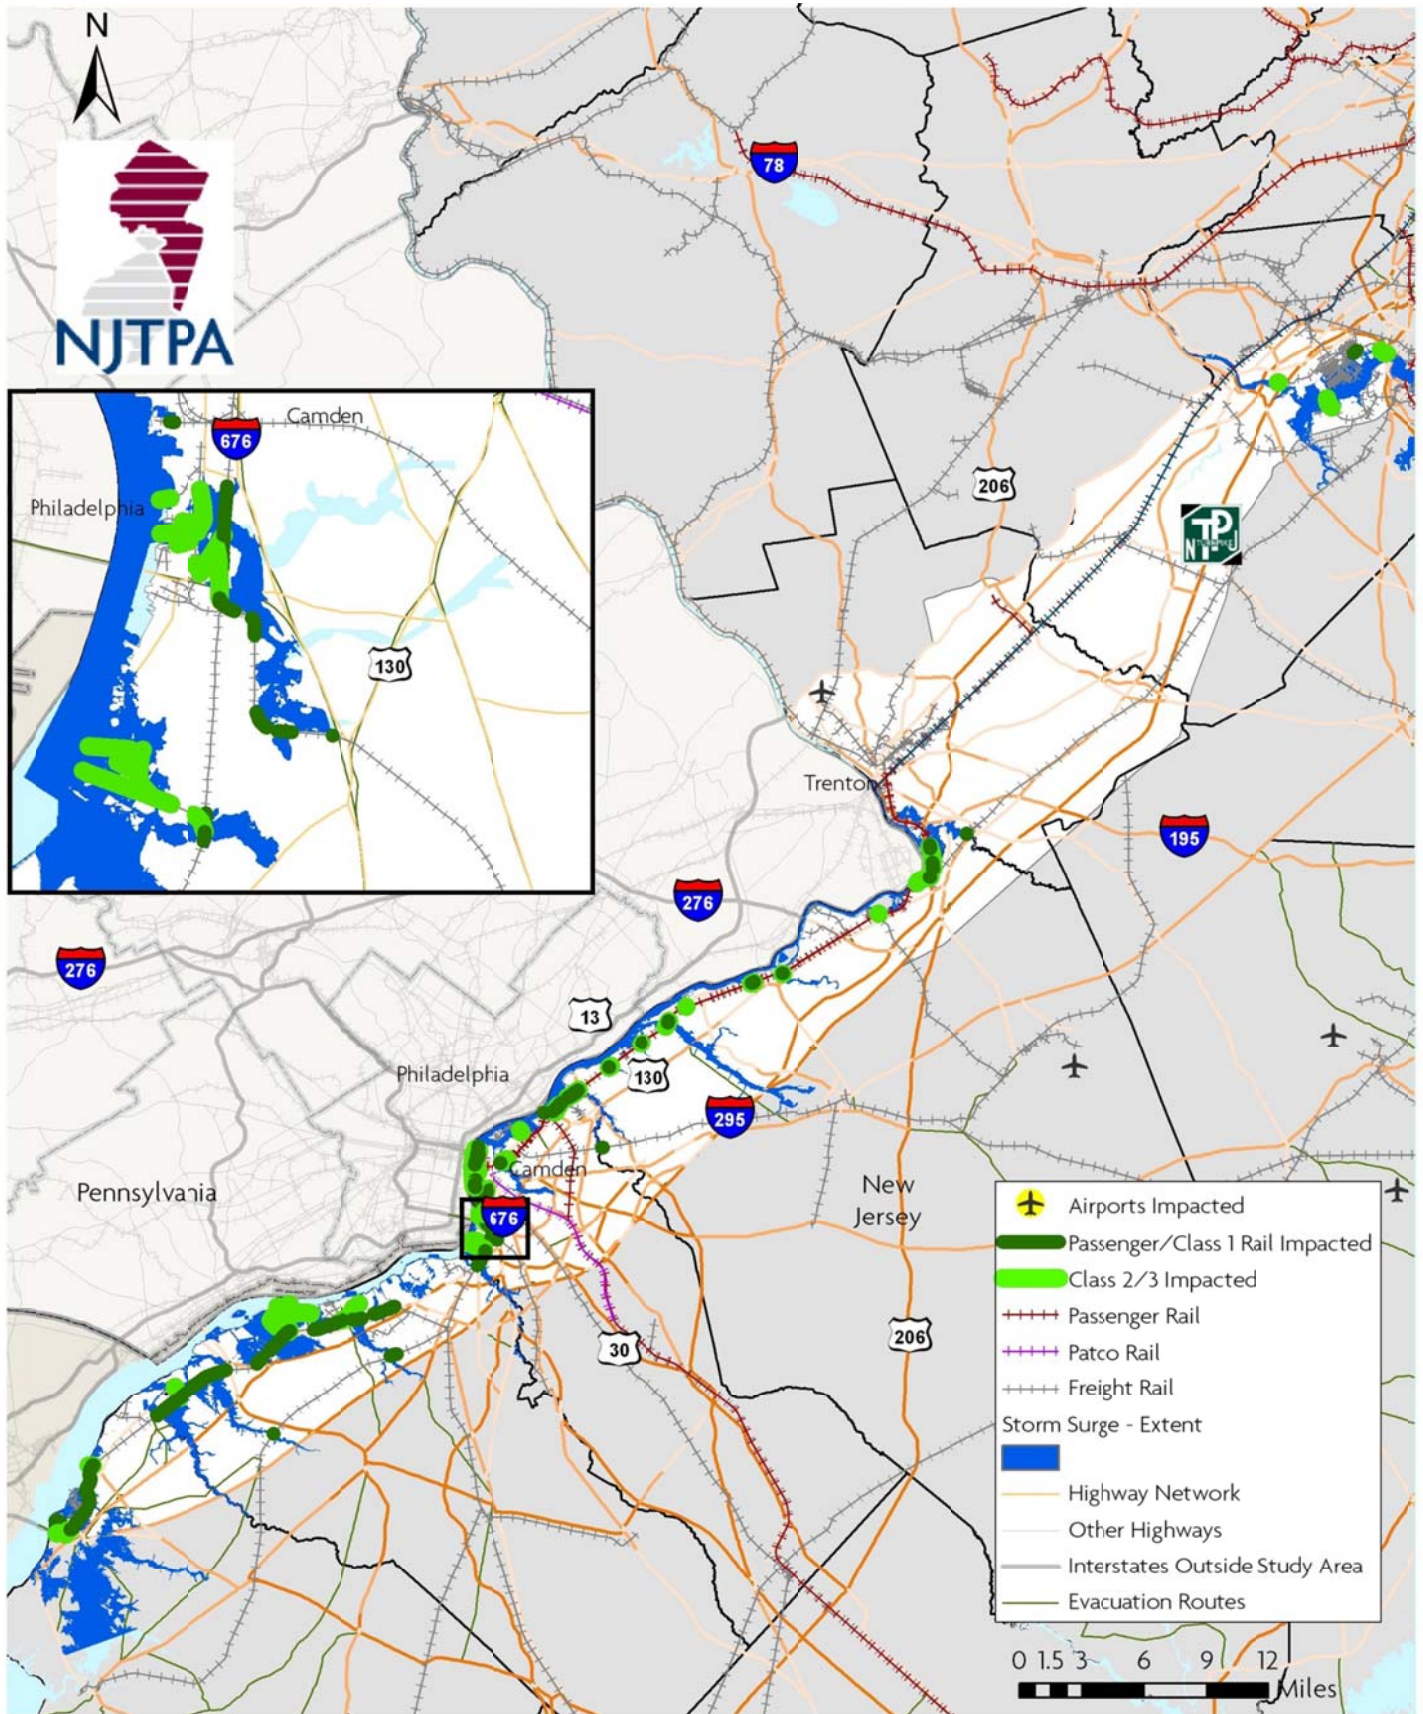 N
NJTPA
78
Camden
676
Philadelphia
130
206
Trenton
195
276
276
13
Philadelphia
130
295
Camden
Pennsylvania
676
New
Jersey
30
206
Airports Impacted
Passenger/Class 1 Rail Impacted
Class 2/3 Impacted
Passenger Rail
Patco Rail
Freight Rail
Storm Surge - Extent
Highway Network
Other Highways
Interstates Outside Study Area
Evacuation Routes
0 1.5 3 6 9 12
Miles